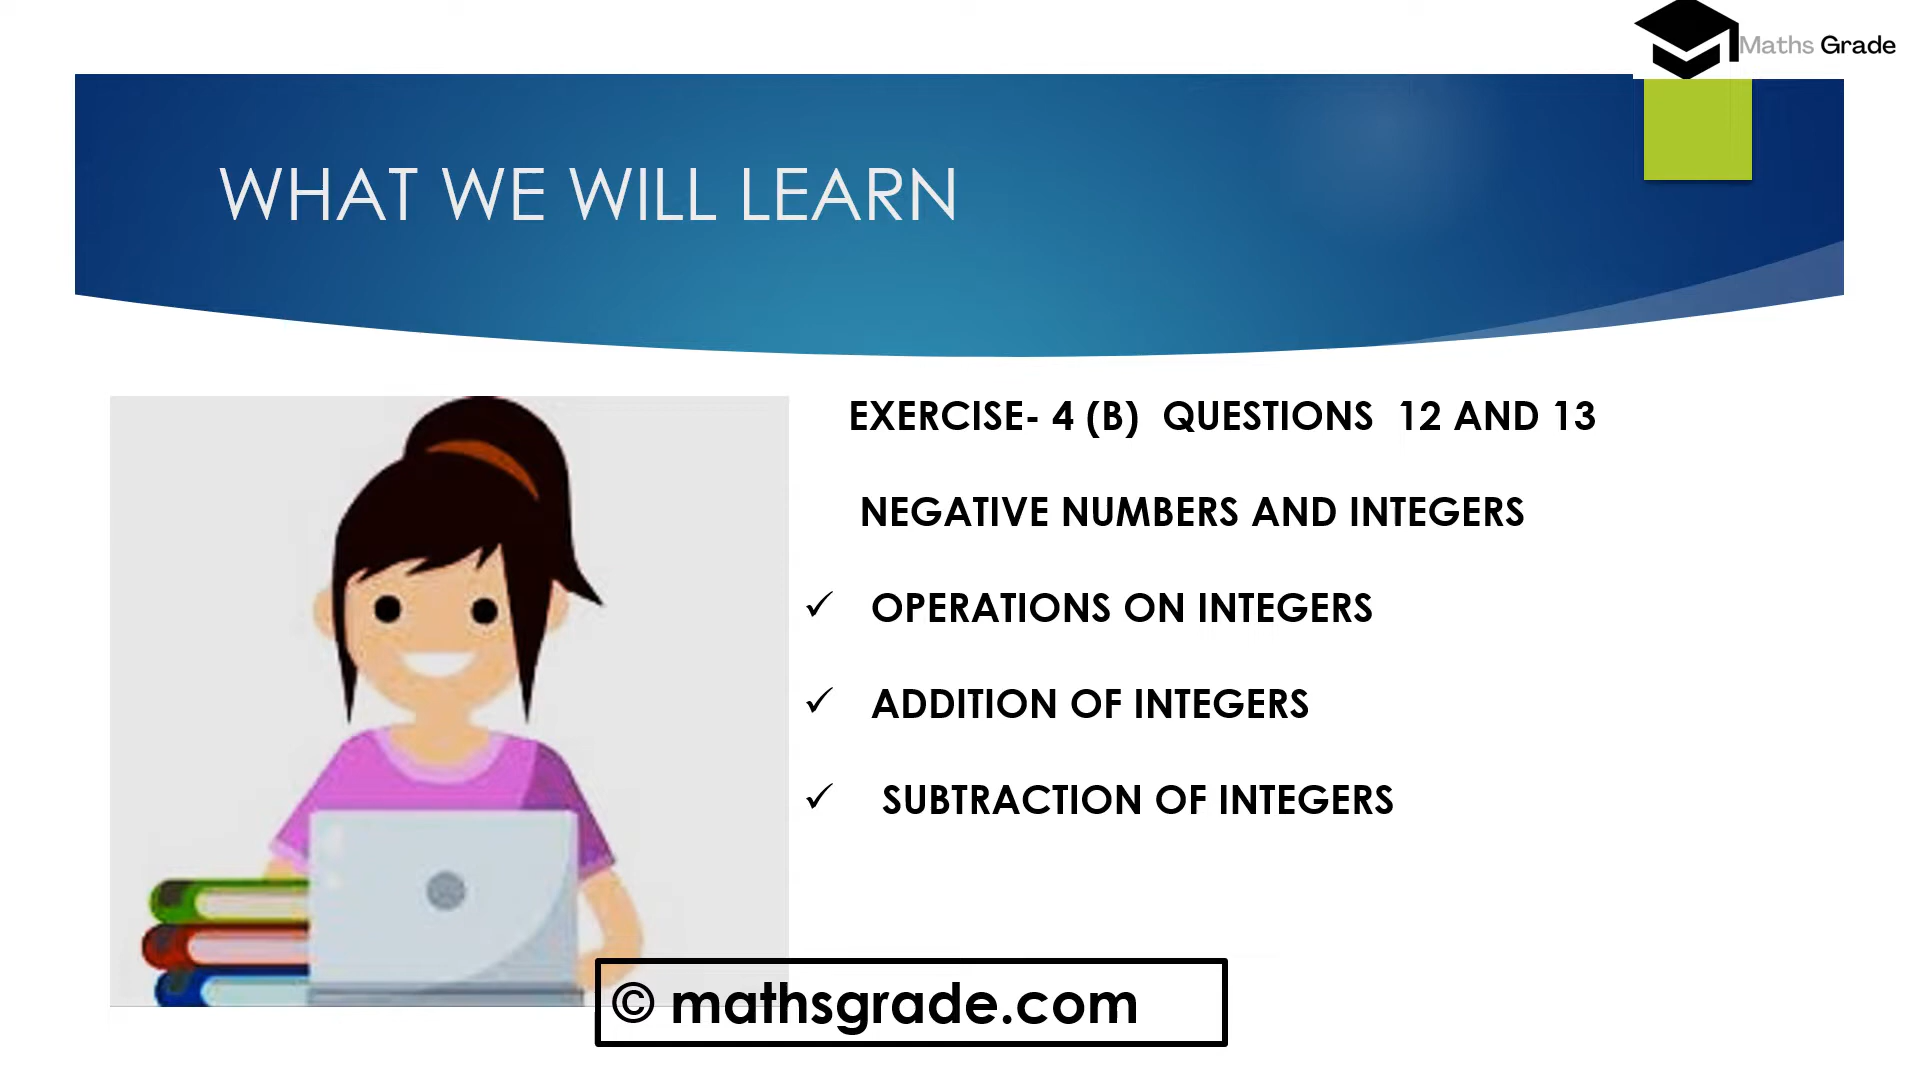 Maths Grade
WHAT WE WILL LEARN
EXERCISE- 4 (B) QUESTIONS 12 AND 13
NEGATIVE NUMBERS AND INTEGERS
✓ OPERATIONS ON INTEGERS
✓ ADDITION OF INTEGERS
✓ SUBTRACTION OF INTEGERS
© mathsgrade.com